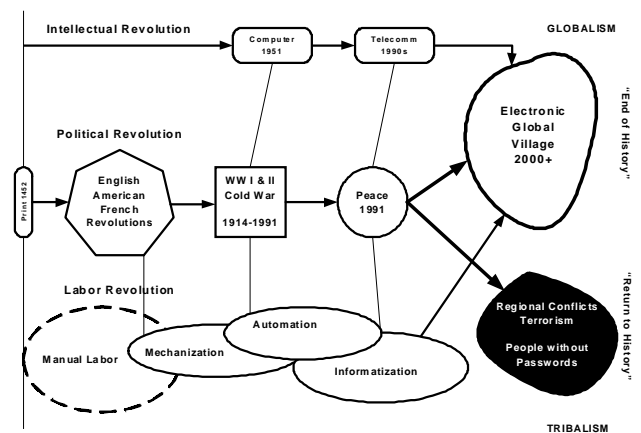 Intellectual Revolution
GLOBALISM
Computer
1951
Telecomm
1990s
Electronic
Global
Village
2000+
"End of History"
Political Revolution
Print 1452
English
American
French
Revolutions
WW I & II
Cold War
1914-1991
Peace
1991
Labor Revolution
Manual Labor
Mechanization
Automation
Informatization
Regional Conflicts
Terrorism
People without
Passwords
"Return to History"
TRIBALISM